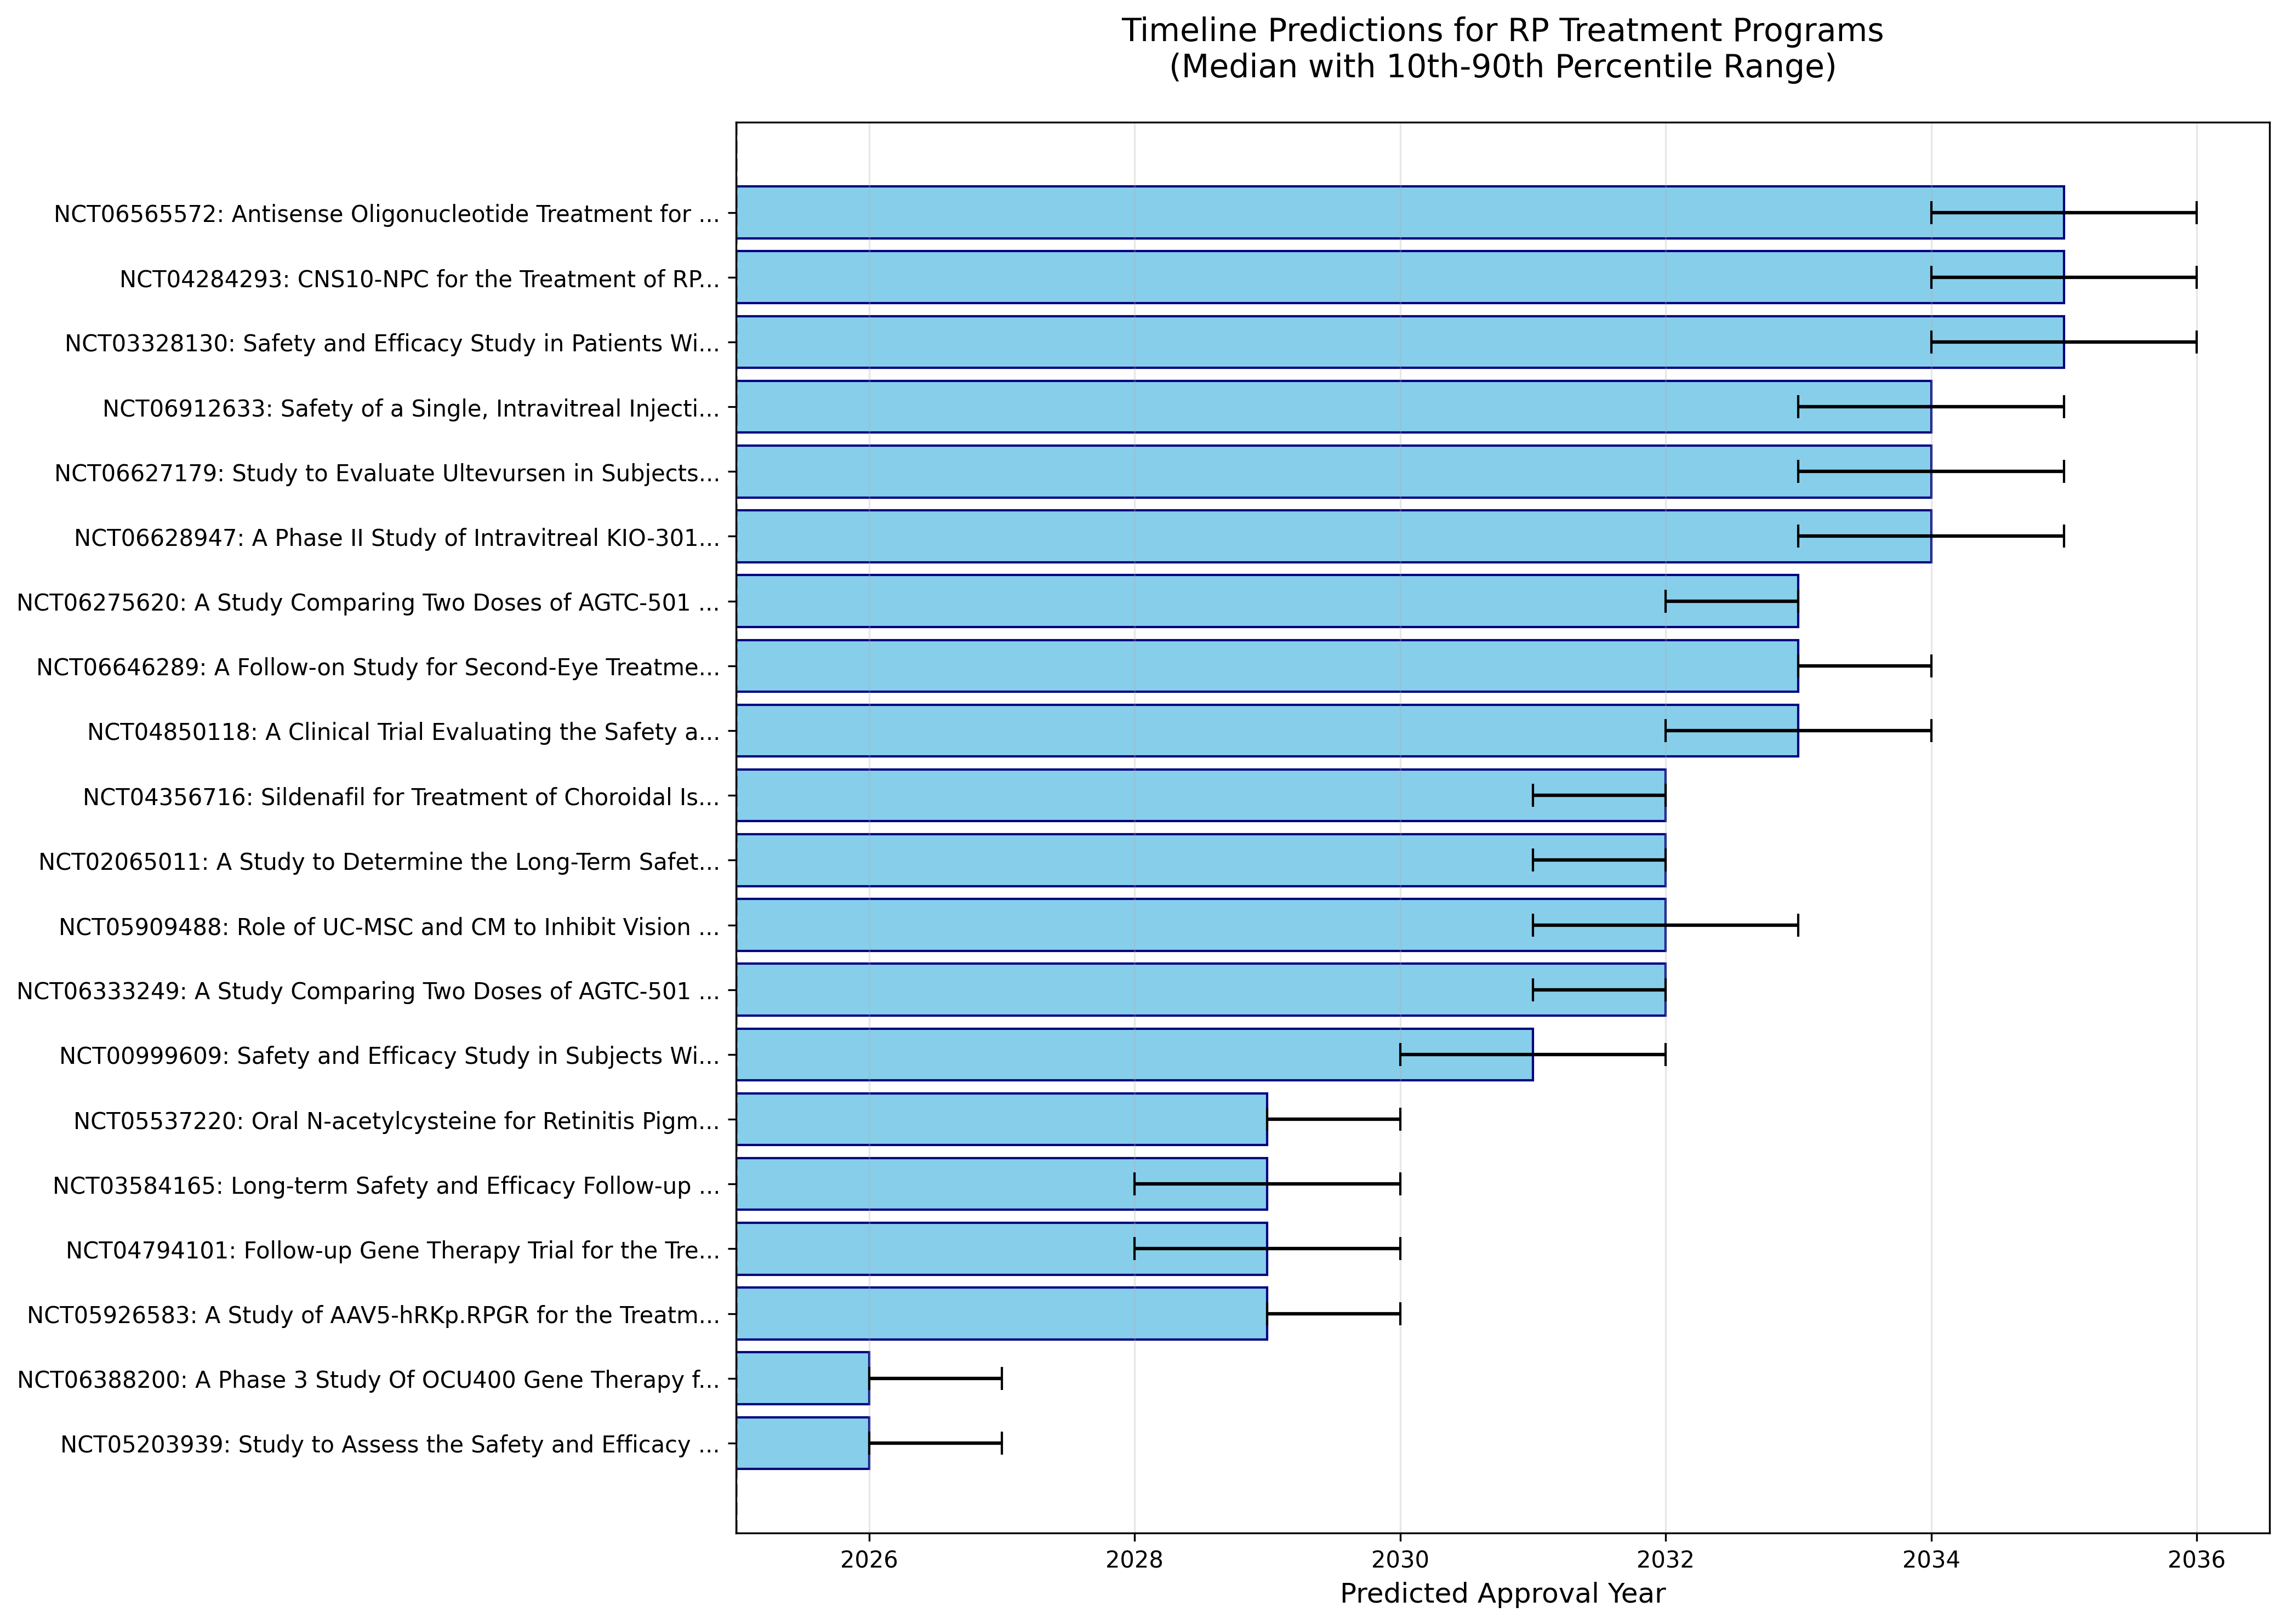 Timeline Predictions for RP Treatment Programs
(Median with 10th-90th Percentile Range)
NCT06565572: Antisense Oligonucleotide Treatment for ...
NCT04284293: CNS10-NPC for the Treatment of RP...
NCT03328130: Safety and Efficacy Study in Patients Wi...
NCT06912633: Safety of a Single, Intravitreal Injecti...
NCT06627179: Study to Evaluate Ultevursen in Subjects...
NCT06628947: A Phase II Study of Intravitreal KIO-301...
NCT06275620: A Study Comparing Two Doses of AGTC-501 ...
NCT06646289: A Follow-on Study for Second-Eye Treatme...
NCT04850118: A Clinical Trial Evaluating the Safety a...
NCT04356716: Sildenafil for Treatment of Choroidal Is...
NCT02065011: A Study to Determine the Long-Term Safet...
NCT05909488: Role of UC-MSC and CM to Inhibit Vision ...
NCT06333249: A Study Comparing Two Doses of AGTC-501 ...
NCT00999609: Safety and Efficacy Study in Subjects Wi...
NCT05537220: Oral N-acetylcysteine for Retinitis Pigm...
NCT03584165: Long-term Safety and Efficacy Follow-up ...
NCT04794101: Follow-up Gene Therapy Trial for the Tre...
NCT05926583: A Study of AAV5-hRKp.RPGR for the Treatm...
NCT06388200: A Phase 3 Study Of OCU400 Gene Therapy f...
NCT05203939: Study to Assess the Safety and Efficacy ...
2026 2028 2030 2032 2034 2036
Predicted Approval Year